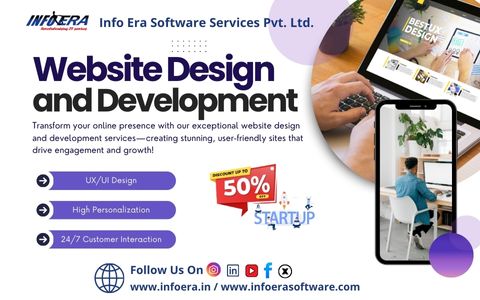 INFOERA
Info Era Software Services Pvt. Ltd.
Website Design
and Development
Transform your online presence with our exceptional website design
and development services—creating stunning, user-friendly sites that
drive engagement and growth!
UX/UI Design
High Personalization
24/7 Customer Interaction
DISCOUNT UP TO
50%
OFF
STARTUP
BEST UX
DESIGN
Follow Us On
www.infoera.in / www.infoerasoftware.com